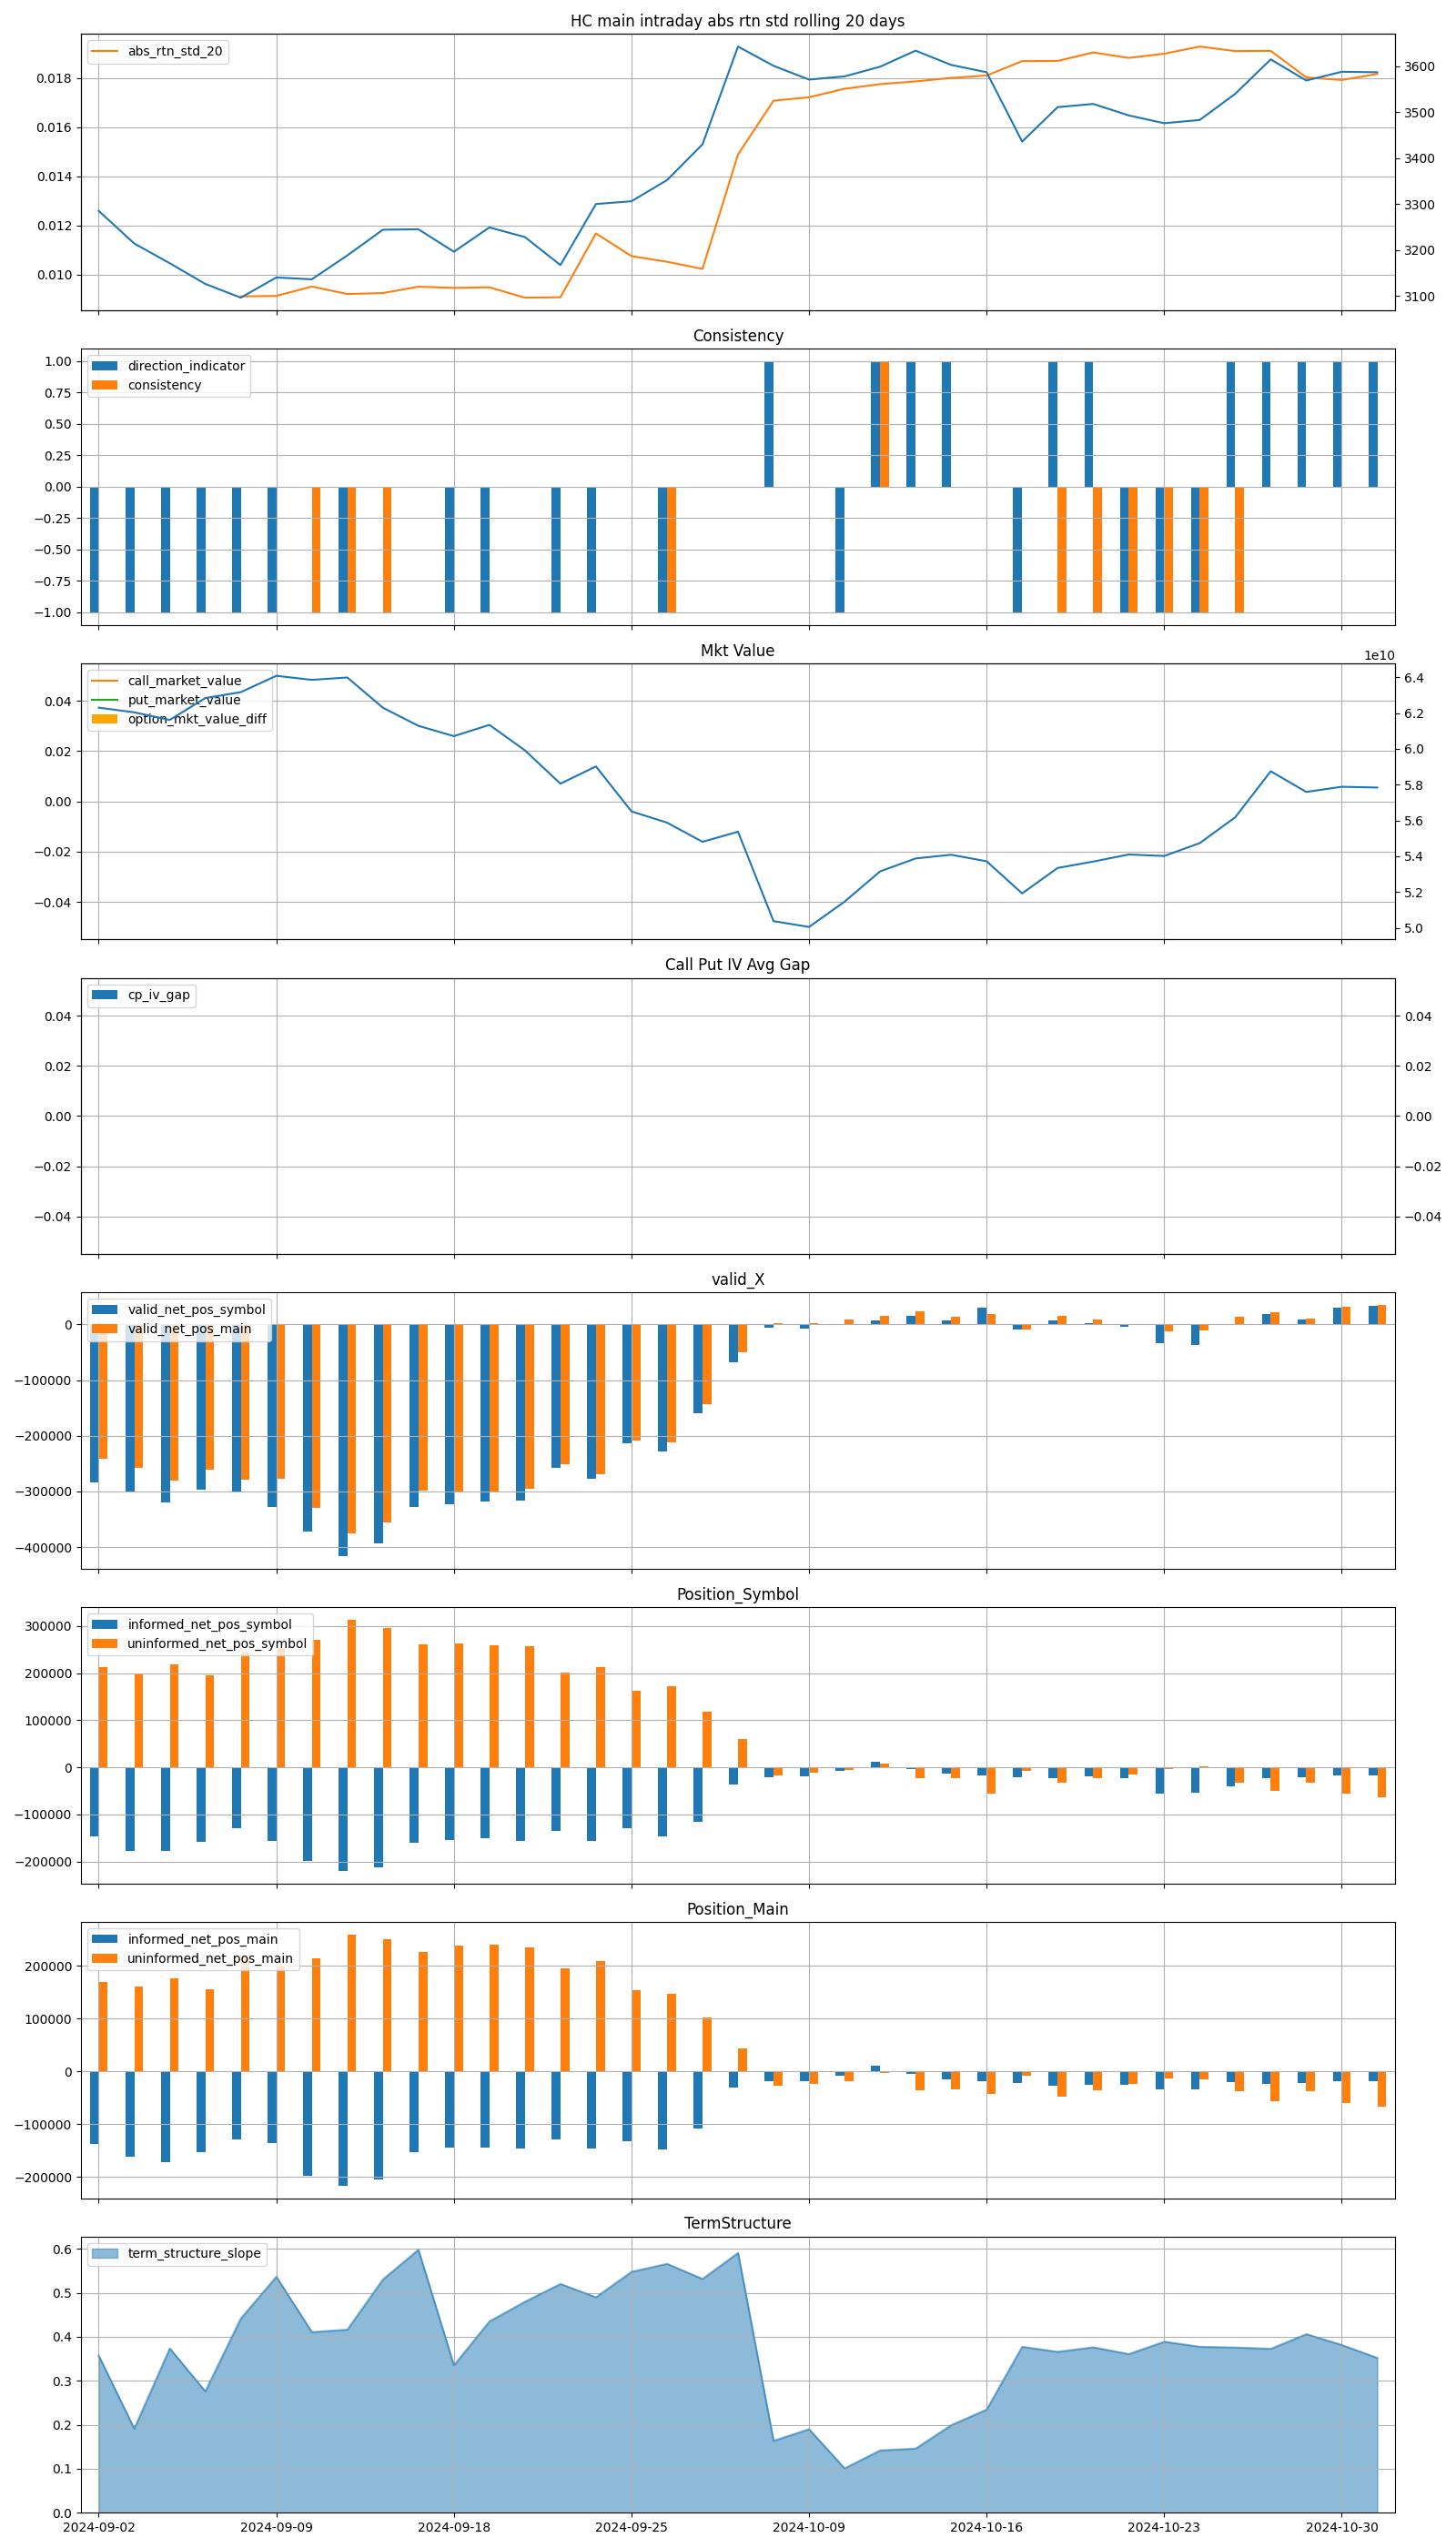 HC main intraday abs rtn std rolling 20 days
abs_rtn_std_20
0.018
0.016
0.014
0.012
0.010
3600
3500
3400
3300
3200
3100
Consistency
direction_indicator
consistency
1.00
0.75
0.50
0.25
0.00
−0.25
−0.50
−0.75
−1.00
Mkt Value
1e10
call_market_value
put_market_value
option_mkt_value_diff
0.04
0.02
0.00
−0.02
−0.04
6.4
6.2
6.0
5.8
5.6
5.4
5.2
5.0
Call Put IV Avg Gap
cp_iv_gap
0.04
0.02
0.00
−0.02
−0.04
0.04
0.02
0.00
−0.02
−0.04
valid_X
valid_net_pos_symbol
valid_net_pos_main
0
−100000
−200000
−300000
−400000
Position_Symbol
informed_net_pos_symbol
uninformed_net_pos_symbol
300000
200000
100000
0
−100000
−200000
Position_Main
informed_net_pos_main
uninformed_net_pos_main
200000
100000
0
−100000
−200000
TermStructure
term_structure_slope
0.6
0.5
0.4
0.3
0.2
0.1
0.0
2024-09-02 2024-09-09 2024-09-18 2024-09-25 2024-10-09 2024-10-16 2024-10-23 2024-10-30